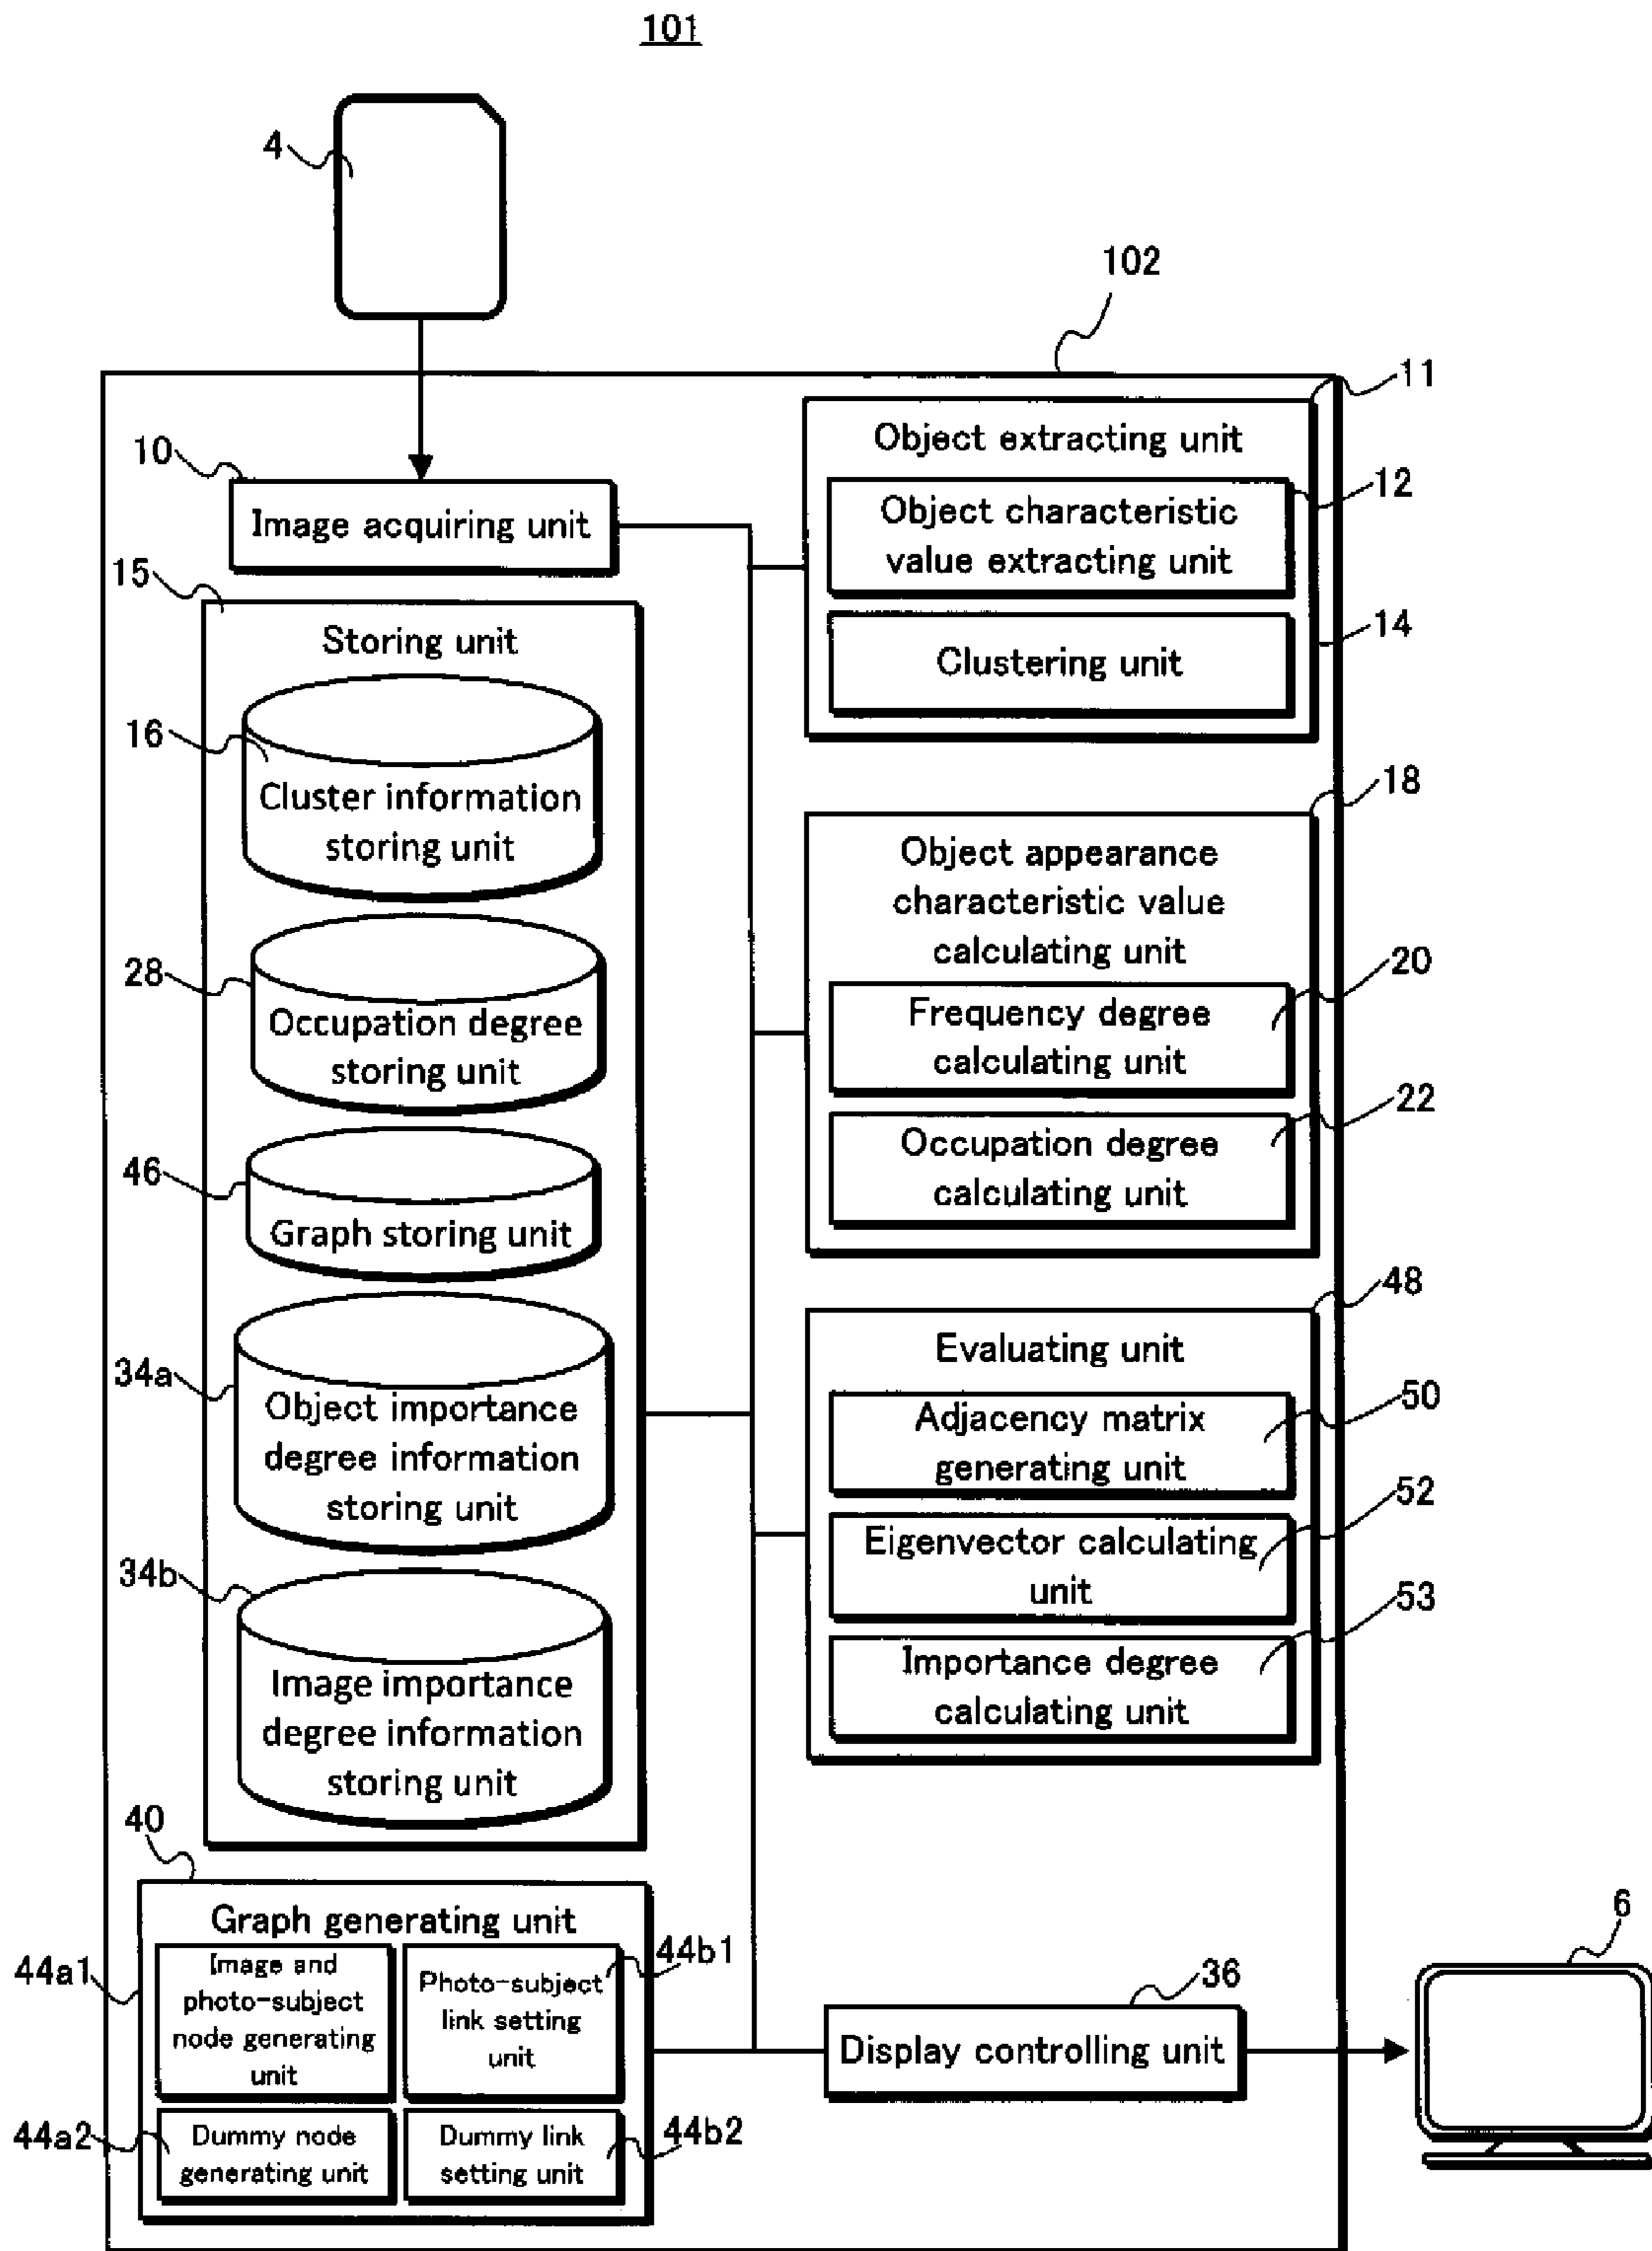 101
4
102
11
10
Image acquiring unit
Object extracting unit
12
Object characteristic
value extracting unit
14
Clustering unit
15
Storing unit
16
Cluster information
storing unit
28
Occupation degree
storing unit
46
Graph storing unit
34a
Object importance
degree information
storing unit
34b
Image importance
degree information
storing unit
18
Object appearance
characteristic value
calculating unit
20
Frequency degree
calculating unit
22
Occupation degree
calculating unit
48
Evaluating unit
50
Adjacency matrix
generating unit
52
Eigenvector calculating
unit
53
Importance degree
calculating unit
40
Graph generating unit
44a1
Image and
photo-subject
node generating
unit
44b1
Photo-subject
link setting
unit
44a2
Dummy node
generating unit
44b2
Dummy link
setting unit
36
Display controlling unit
6